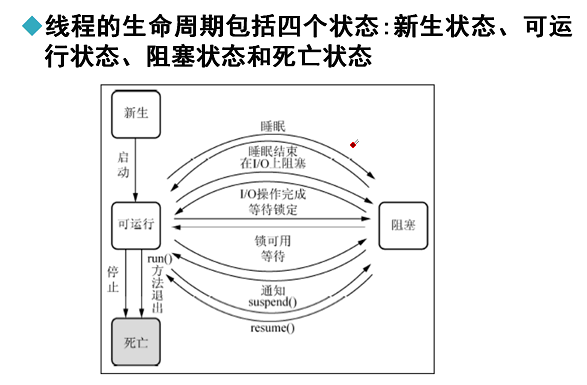 线程的生命周期包括四个状态:新生状态、可运
行状态、阻塞状态和死亡状态
新生
睡眠
启动
睡眠结束
在I/O上阻塞
I/O操作完成
等待锁定
可运行
阻塞
锁可用
等待
停止
run()方法退出
通知
suspend()
resume()
死亡